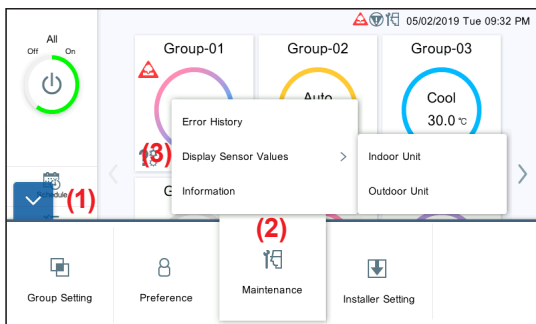 05/02/2019 Tue 09:32 PM
All
Off
On
Group-01
Group-02
Group-03
Auto
Cool
30.0 ℃
Error History
(3)
Display Sensor Values >
Indoor Unit
Information
Outdoor Unit
Schedule
(1)
(2)
Group Setting
Preference
Maintenance
Installer Setting